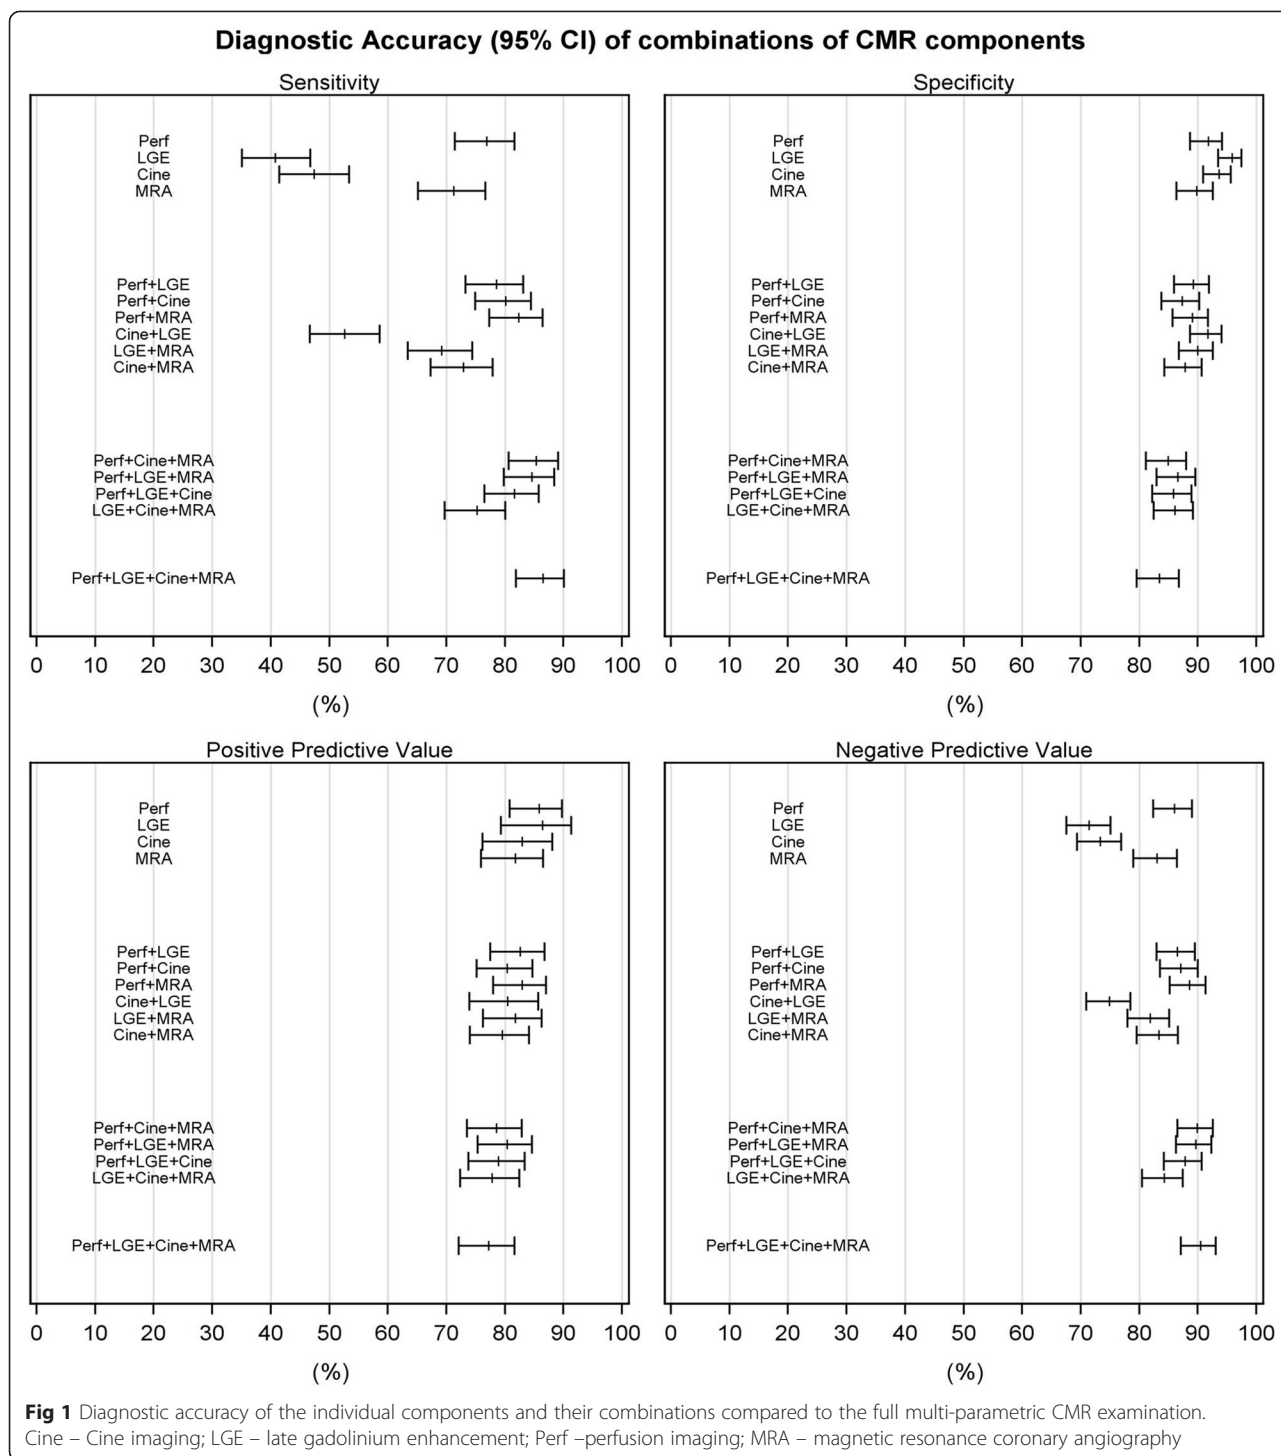 Diagnostic Accuracy (95% CI) of combinations of CMR components
Sensitivity
Perf
LGE
Cine
MRA
Perf+LGE
Perf+Cine
Perf+MRA
Cine+LGE
LGE+MRA
Cine+MRA
Perf+Cine+MRA
Perf+LGE+MRA
Perf+LGE+Cine
LGE+Cine+MRA
Perf+LGE+Cine+MRA
0 10 20 30 40 50 60 70 80 90 100
(%)
Specificity
Perf
LGE
Cine
MRA
Perf+LGE
Perf+Cine
Perf+MRA
Cine+LGE
LGE+MRA
Cine+MRA
Perf+Cine+MRA
Perf+LGE+MRA
Perf+LGE+Cine
LGE+Cine+MRA
Perf+LGE+Cine+MRA
0 10 20 30 40 50 60 70 80 90 100
(%)
Positive Predictive Value
Perf
LGE
Cine
MRA
Perf+LGE
Perf+Cine
Perf+MRA
Cine+LGE
LGE+MRA
Cine+MRA
Perf+Cine+MRA
Perf+LGE+MRA
Perf+LGE+Cine
LGE+Cine+MRA
Perf+LGE+Cine+MRA
0 10 20 30 40 50 60 70 80 90 100
(%)
Negative Predictive Value
Perf
LGE
Cine
MRA
Perf+LGE
Perf+Cine
Perf+MRA
Cine+LGE
LGE+MRA
Cine+MRA
Perf+Cine+MRA
Perf+LGE+MRA
Perf+LGE+Cine
LGE+Cine+MRA
Perf+LGE+Cine+MRA
0 10 20 30 40 50 60 70 80 90 100
(%)
Fig 1 Diagnostic accuracy of the individual components and their combinations compared to the full multi-parametric CMR examination.
Cine – Cine imaging; LGE – late gadolinium enhancement; Perf –perfusion imaging; MRA – magnetic resonance coronary angiography